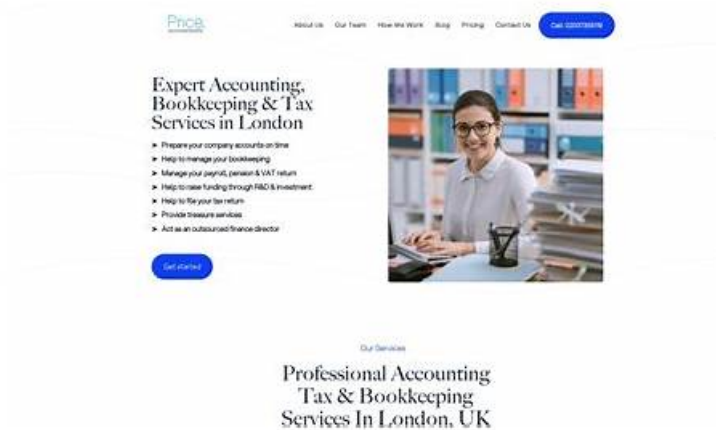 Price.
About Us Our Team How We Work Blog Pricing Contact Us Call:
Expert Accounting,
Bookkeeping & Tax
Services in London
➤ Prepare your company accounts on time
➤ Help to manage your bookkeeping
➤ Manage your payroll, pension & VAT return
➤ Help to raise funding through R&D & investment
➤ Help to file your tax return
➤ Provide treasure services
➤ Act as an outsourced finance director
Get started
Our Services
Professional Accounting
Tax & Bookkeeping
Services In London, UK